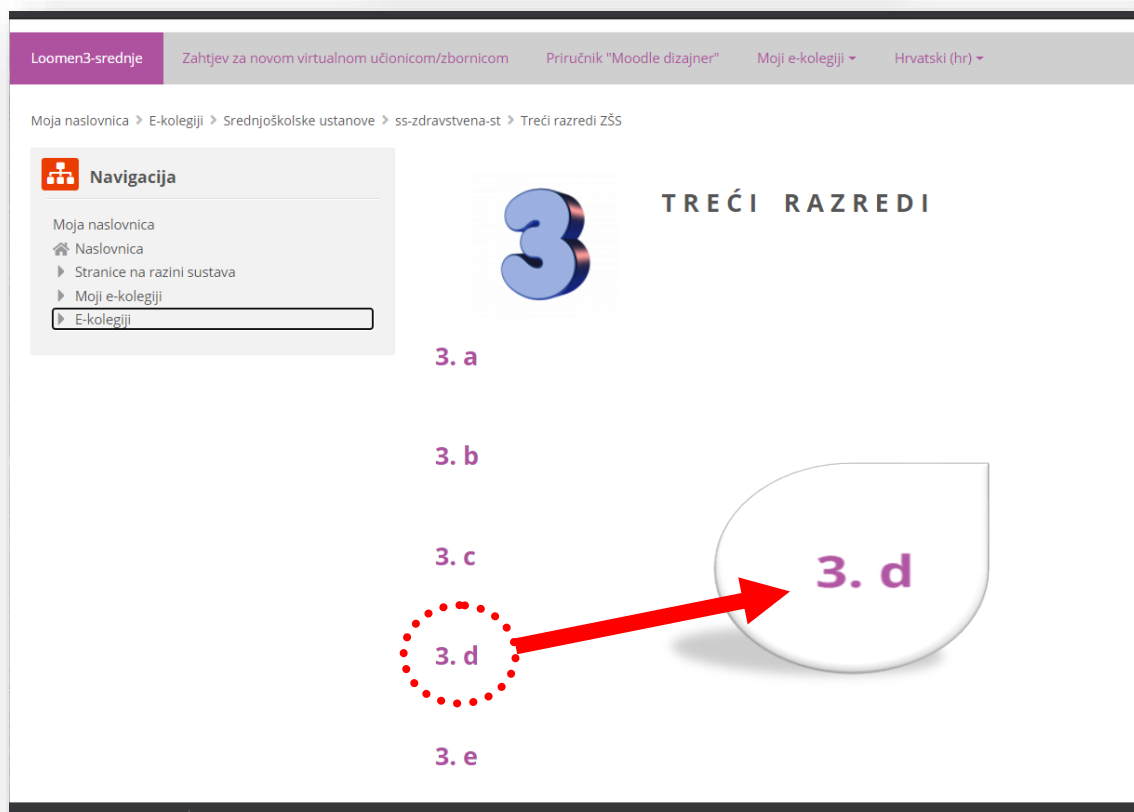 Loomen3-srednje Zahtjev za novom virtualnom učionicom/zbornicom Priručnik "Moodle dizajner" Moji e-kolegiji Hrvatski (hr)
Moja naslovnica E-kolegiji Srednjoškolske ustanove ss-zdravstvena-st Treći razredi ZŠS
Navigacija
Moja naslovnica
Naslovnica
Stranice na razini sustava
Moji e-kolegiji
E-kolegiji
3
TREĆI RAZREDI
3. a
3. b
3. c
3. d
3. d
3. e